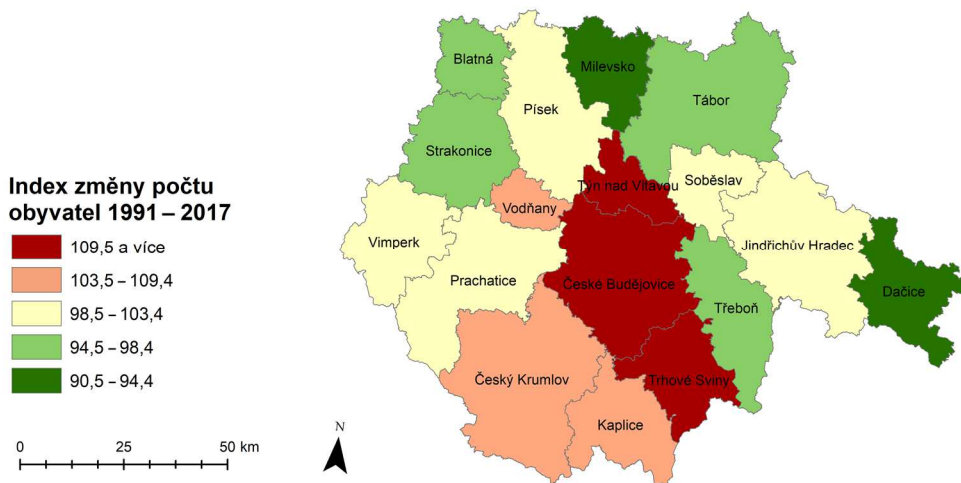 Blatná
Milevsko
Písek
Tábor
Strakonice
Týn nad Vltavou
Soběslav
Vodňany
Vimperk
Jindřichův Hradec
Prachatice
České Budějovice
Dačice
Třeboň
Český Krumlov
Trhové Sviny
Kaplice
Index změny počtu
obyvatel 1991 – 2017
109,5 a více
103,5 – 109,4
98,5 – 103,4
94,5 – 98,4
90,5 – 94,4
0 25 50 km
N